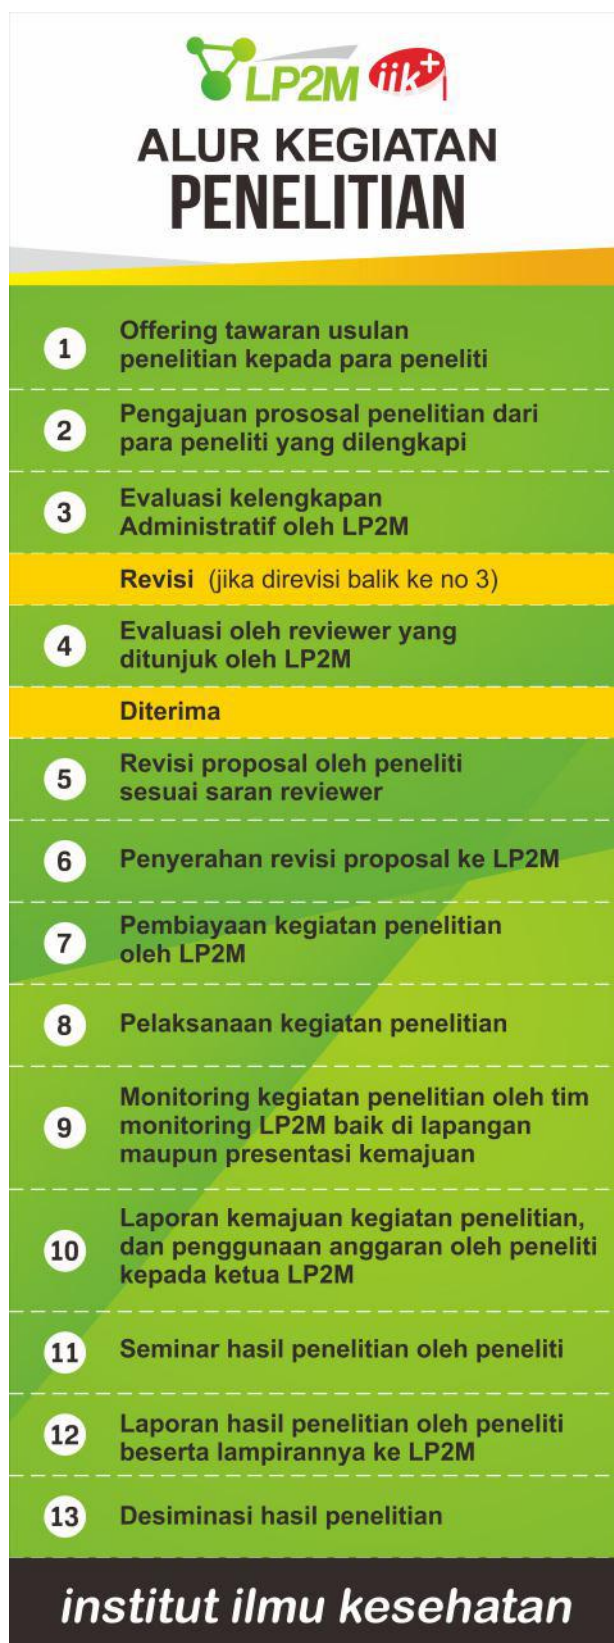 LP2M iik+
ALUR KEGIATAN
PENELITIAN
1 Offering tawaran usulan
penelitian kepada para peneliti
2 Pengajuan prososal penelitian dari
para peneliti yang dilengkapi
3 Evaluasi kelengkapan
Administratif oleh LP2M
Revisi (jika direvisi balik ke no 3)
4 Evaluasi oleh reviewer yang
ditunjuk oleh LP2M
Diterima
5 Revisi proposal oleh peneliti
sesuai saran reviewer
6 Penyerahan revisi proposal ke LP2M
7 Pembiayaan kegiatan penelitian
oleh LP2M
8 Pelaksanaan kegiatan penelitian
9 Monitoring kegiatan penelitian oleh tim
monitoring LP2M baik di lapangan
maupun presentasi kemajuan
10 Laporan kemajuan kegiatan penelitian,
dan penggunaan anggaran oleh peneliti
kepada ketua LP2M
11 Seminar hasil penelitian oleh peneliti
12 Laporan hasil penelitian oleh peneliti
beserta lampirannya ke LP2M
13 Desiminasi hasil penelitian
institut ilmu kesehatan